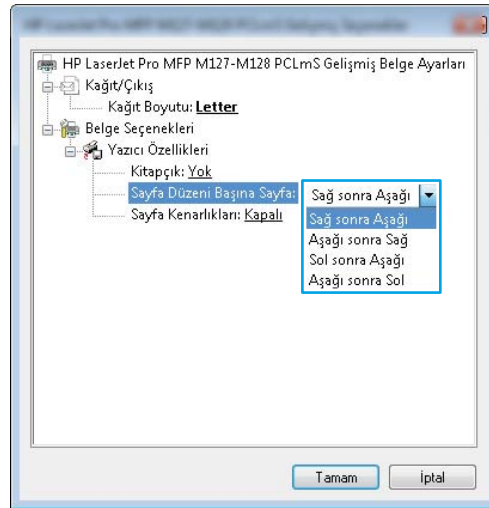 HP LaserJet Pro MFP M127-M128 PCLmS Gelişmiş Belge Ayarları
Kağıt/Çıkış
Kağıt Boyutu: Letter
Belge Seçenekleri
Yazıcı Özellikleri
Kitapçık: Yok
Sayfa Düzeni Başına Sayfa: Sağ sonra Aşağı
Sağ sonra Aşağı
Sayfa Kenarlıkları: Kapalı
Aşağı sonra Sağ
Sol sonra Aşağı
Aşağı sonra Sol
Tamam
İptal